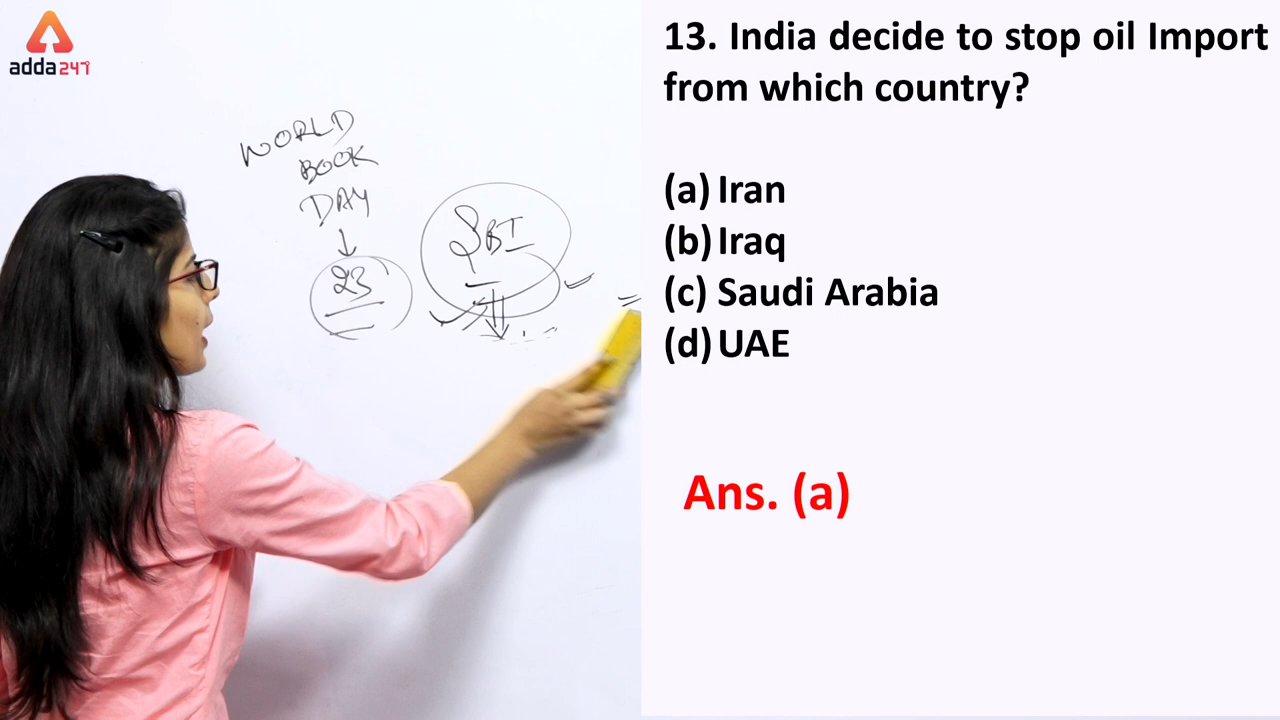 adda247
WORLD
BOOK
DAY
23
SBI
13. India decide to stop oil Import
from which country?
(a) Iran
(b) Iraq
(c) Saudi Arabia
(d) UAE
Ans. (a)